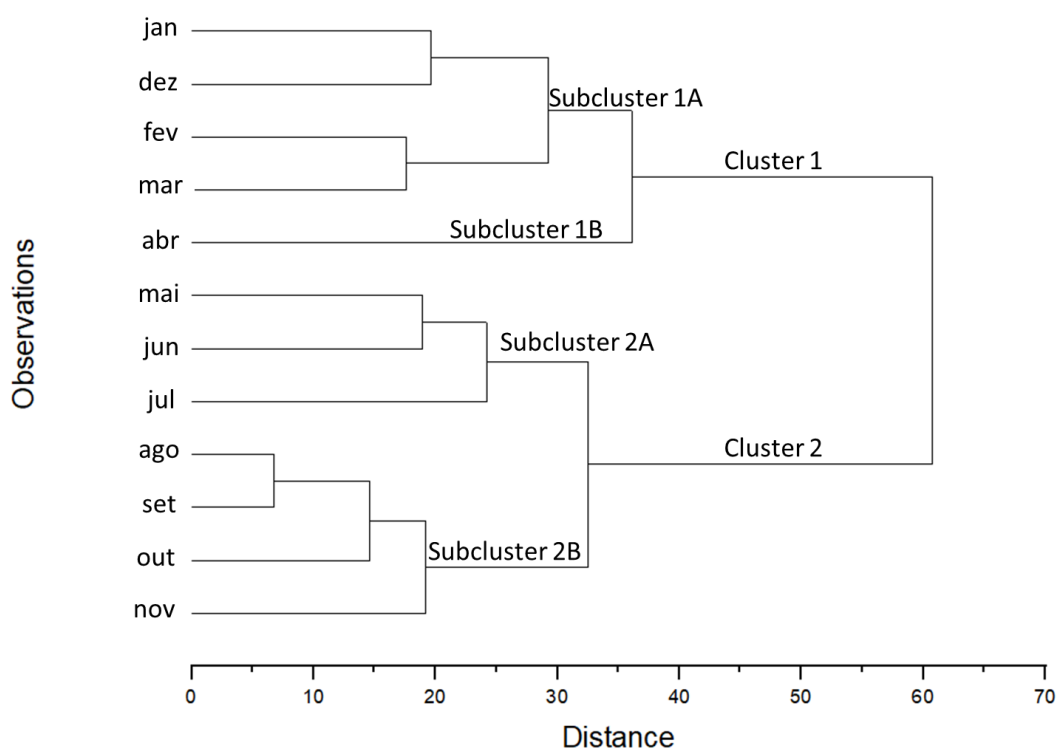 jan
dez
Subcluster 1A
fev
Cluster 1
mar
Subcluster 1B
abr
mai
jun
Subcluster 2A
jul
ago
Cluster 2
set
out
Subcluster 2B
nov
Observations
0 10 20 30 40 50 60 70
Distance